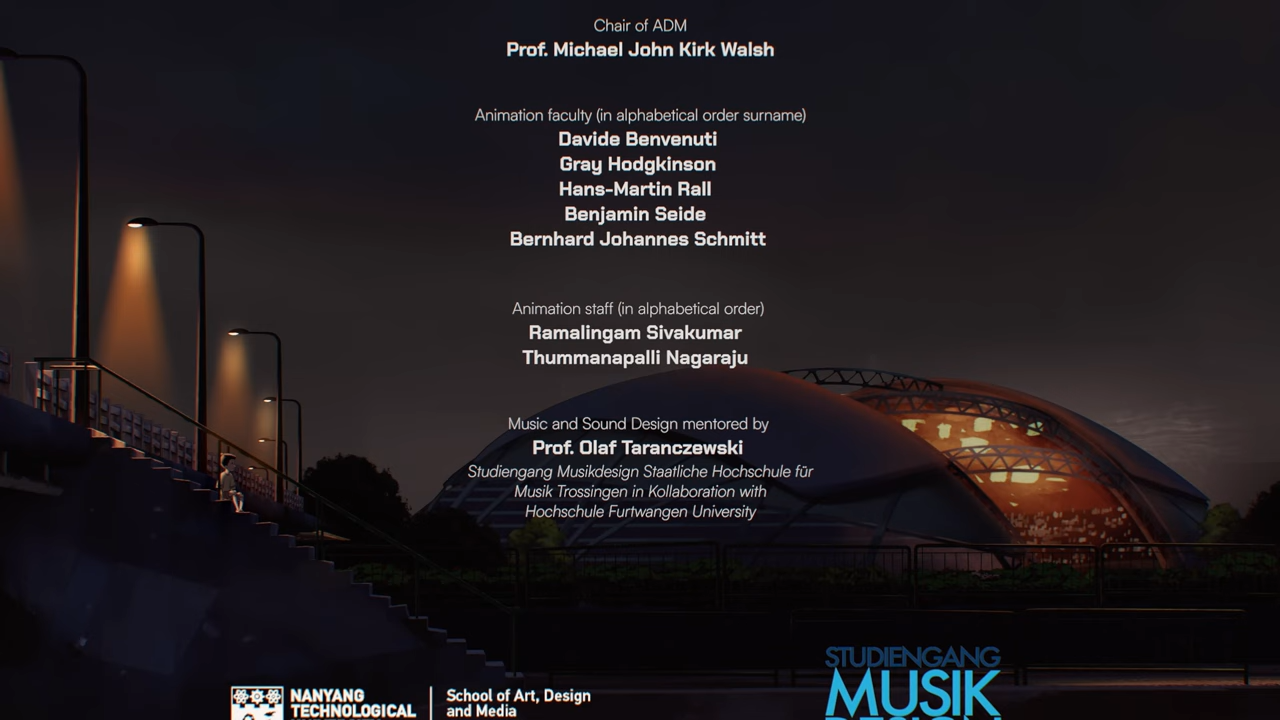 Chair of ADM
Prof. Michael John Kirk Walsh
Animation faculty (in alphabetical order surname)
Davide Benvenuti
Gray Hodgkinson
Hans-Martin Rall
Benjamin Seide
Bernhard Johannes Schmitt
Animation staff (in alphabetical order)
Ramalingam Sivakumar
Thummanapalli Nagaraju
Music and Sound Design mentored by
Prof. Olaf Taranczewski
Studiengang Musikdesign Staatliche Hochschule für
Musik Trossingen in Kollaboration with
Hochschule Furtwangen University
STUDIENGANG
MUSIK
NANYANG
TECHNOLOGICAL
School of Art, Design
and Media